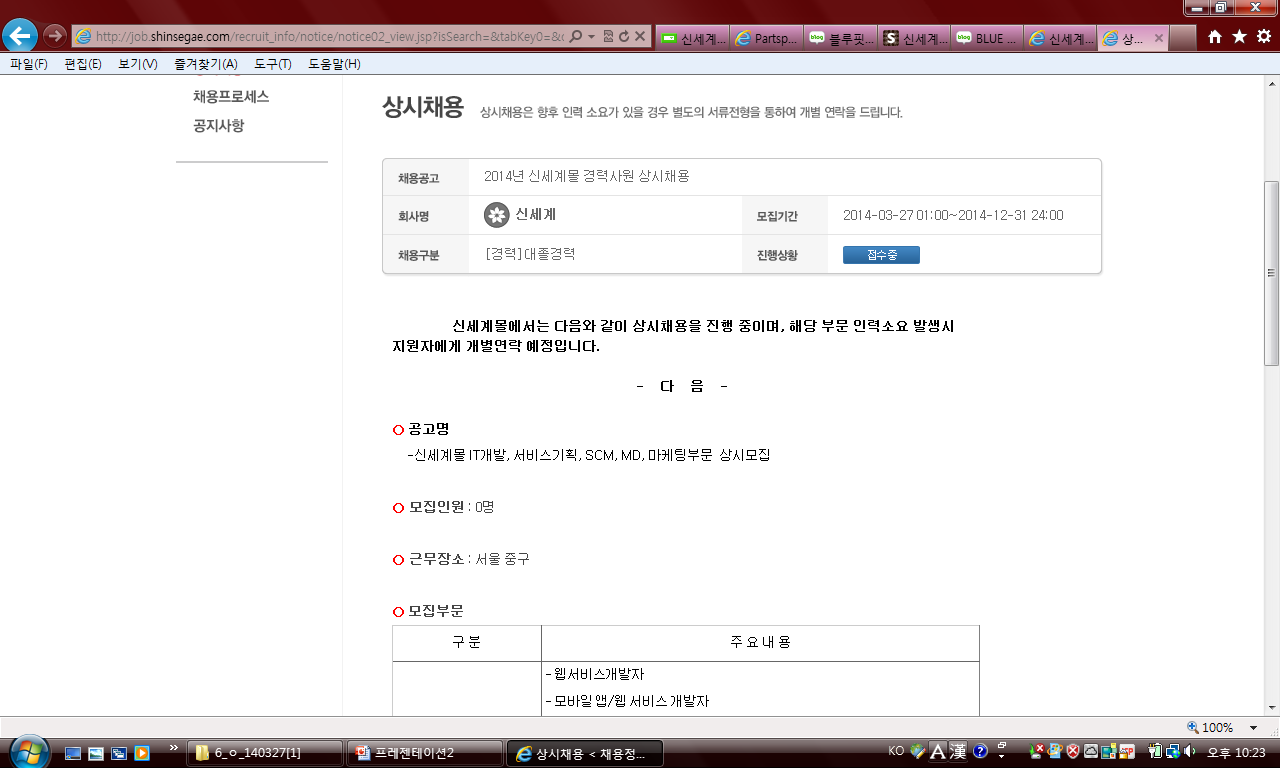 http://job.shinsegae.com/recruit_info/notice/notice02_view.jsp?isSearch=&tabKey0=&
신세계...
Partsp...
블루핏...
신세계...
BLUE ...
신세계...
상...
파일(F) 편집(E) 보기(V) 즐겨찾기(A) 도구(T) 도움말(H)
채용프로세스
공지사항
상시채용 상시채용은 향후 인력 소요가 있을 경우 별도의 서류전형을 통하여 개별 연락을 드립니다.
채용공고 2014년 신세계몰 경력사원 상시채용
회사명 신세계 모집기간 2014-03-27 01:00~2014-12-31 24:00
채용구분 [경력]대졸경력 진행상황 접수중
신세계몰에서는 다음와 같이 상시채용을 진행 중이며, 해당 부문 인력소요 발생시
지원자에게 개별연락 예정입니다.
- 다 음 -
공고명
-신세계몰 IT개발, 서비스기획, SCM, MD, 마케팅부문 상시모집
모집인원 : 0명
근무장소 : 서울 중구
모집부문
구 분 주 요 내 용
- 웹서비스개발자
- 모바일 앱/웹 서비스 개발자
100%
6_o_140327[1]
프레젠테이션2
상시채용 < 채용정...
KO A 漢
오후 10:23